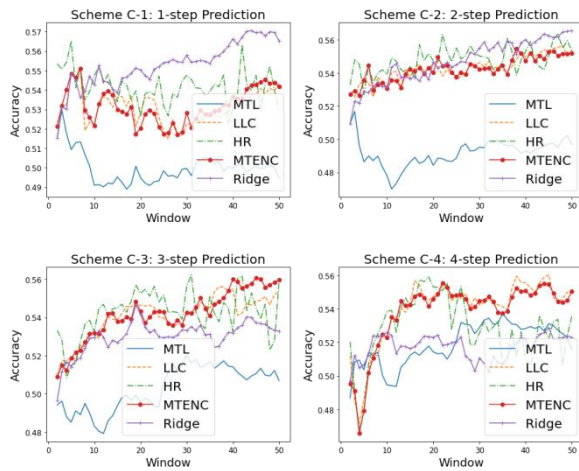 Scheme C-1: 1-step Prediction
0.57
0.56
0.55
0.54
0.53
0.52
0.51
0.50
0.49
Accuracy
MTL
LLC
HR
MTENC
Ridge
0 10 20 30 40 50
Window
Scheme C-2: 2-step Prediction
0.56
0.54
0.52
0.50
0.48
Accuracy
MTL
LLC
HR
MTENC
Ridge
0 10 20 30 40 50
Window
Scheme C-3: 3-step Prediction
0.56
0.54
0.52
0.50
0.48
Accuracy
MTL
LLC
HR
MTENC
Ridge
0 10 20 30 40 50
Window
Scheme C-4: 4-step Prediction
0.56
0.54
0.52
0.50
0.48
Accuracy
MTL
LLC
HR
MTENC
Ridge
0 10 20 30 40 50
Window